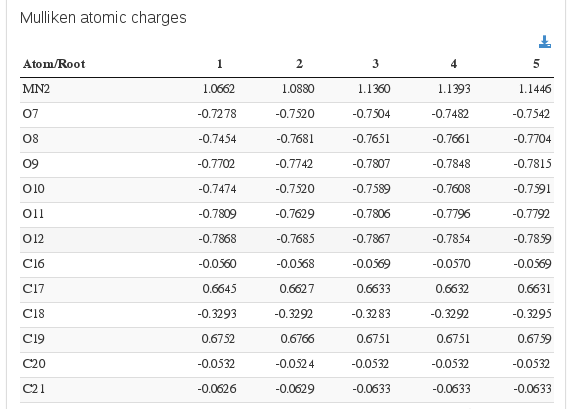 Mulliken atomic charges
Atom/Root 1 2 3 4 5
MN2 1.0662 1.0880 1.1360 1.1393 1.1446
O7 -0.7278 -0.7520 -0.7504 -0.7482 -0.7542
O8 -0.7454 -0.7681 -0.7651 -0.7661 -0.7704
O9 -0.7702 -0.7742 -0.7807 -0.7848 -0.7815
O10 -0.7474 -0.7520 -0.7589 -0.7608 -0.7591
O11 -0.7809 -0.7629 -0.7806 -0.7796 -0.7792
O12 -0.7868 -0.7685 -0.7867 -0.7854 -0.7859
C16 -0.0560 -0.0568 -0.0569 -0.0570 -0.0569
C17 0.6645 0.6627 0.6633 0.6632 0.6631
C18 -0.3293 -0.3292 -0.3283 -0.3292 -0.3295
C19 0.6752 0.6766 0.6751 0.6751 0.6759
C20 -0.0532 -0.0524 -0.0532 -0.0532 -0.0532
C21 -0.0626 -0.0629 -0.0633 -0.0633 -0.0633